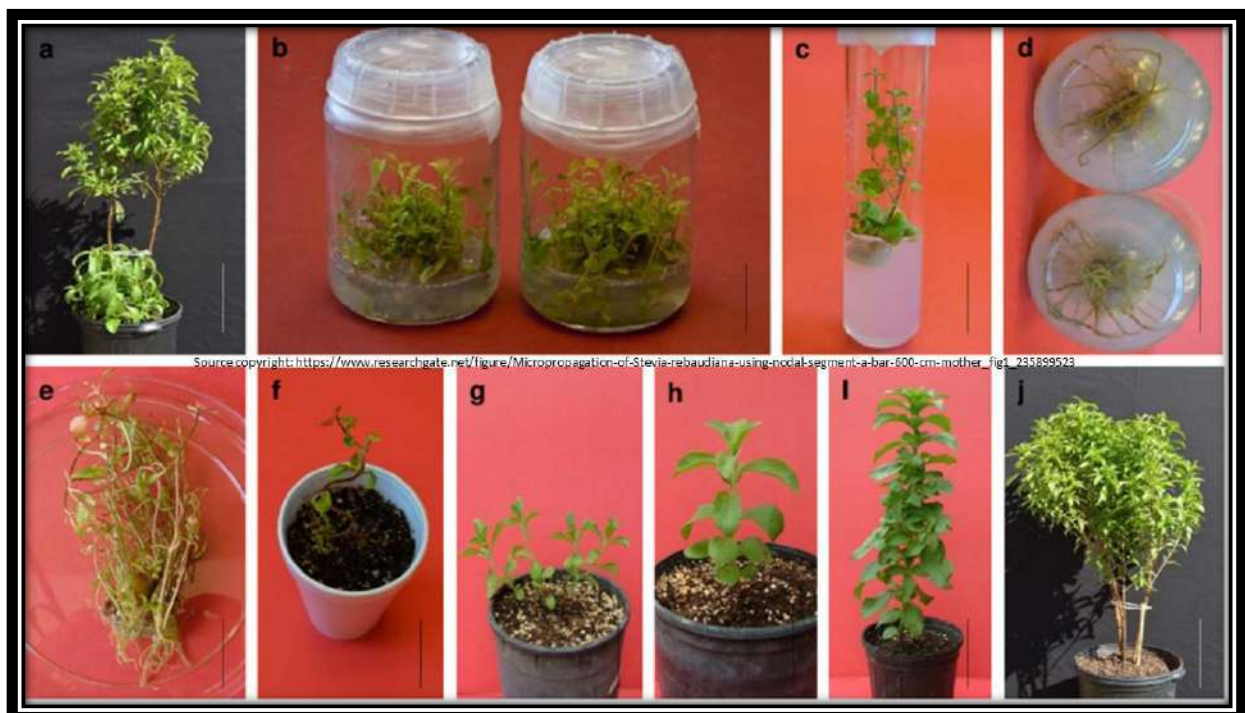 a
b
c
d
Source copyright: https://www.researchgate.net/figure/Micropropagation-of-Stevia-rebaudiana-using-nodal-segment-a-bar-600-cm-mother_fig1_235899523
e
f
g
h
I
j